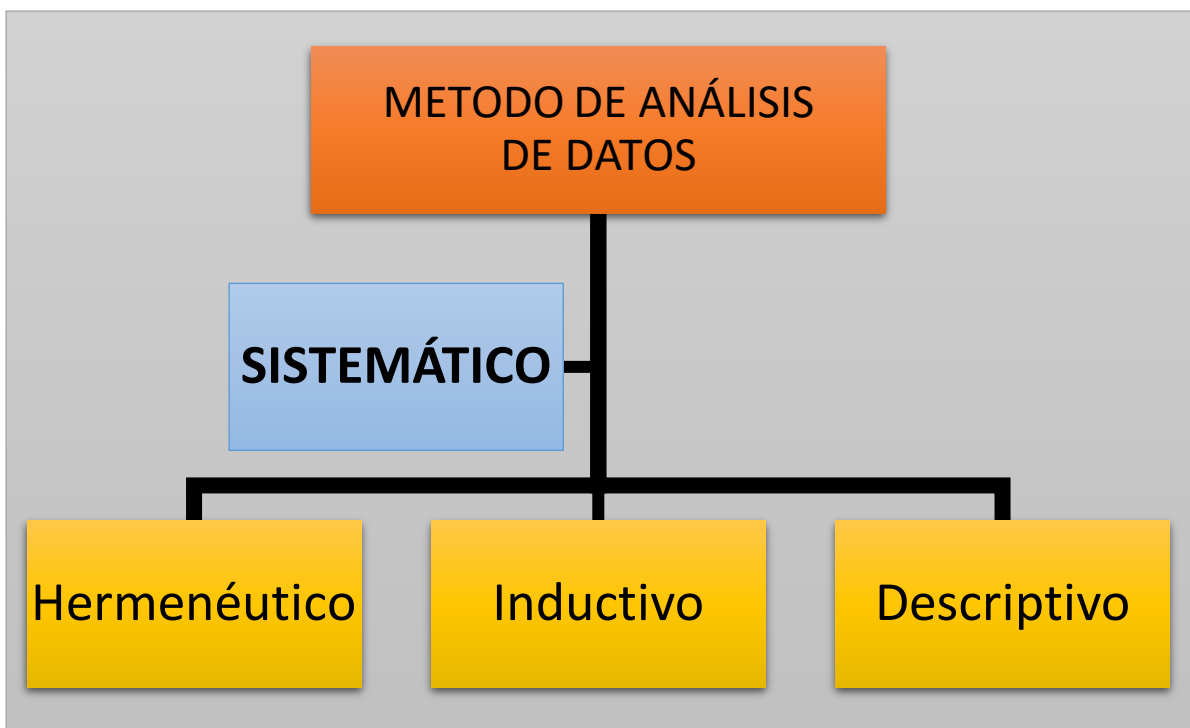 METODO DE ANÁLISIS
DE DATOS
SISTEMÁTICO
Hermenéutico
Inductivo
Descriptivo